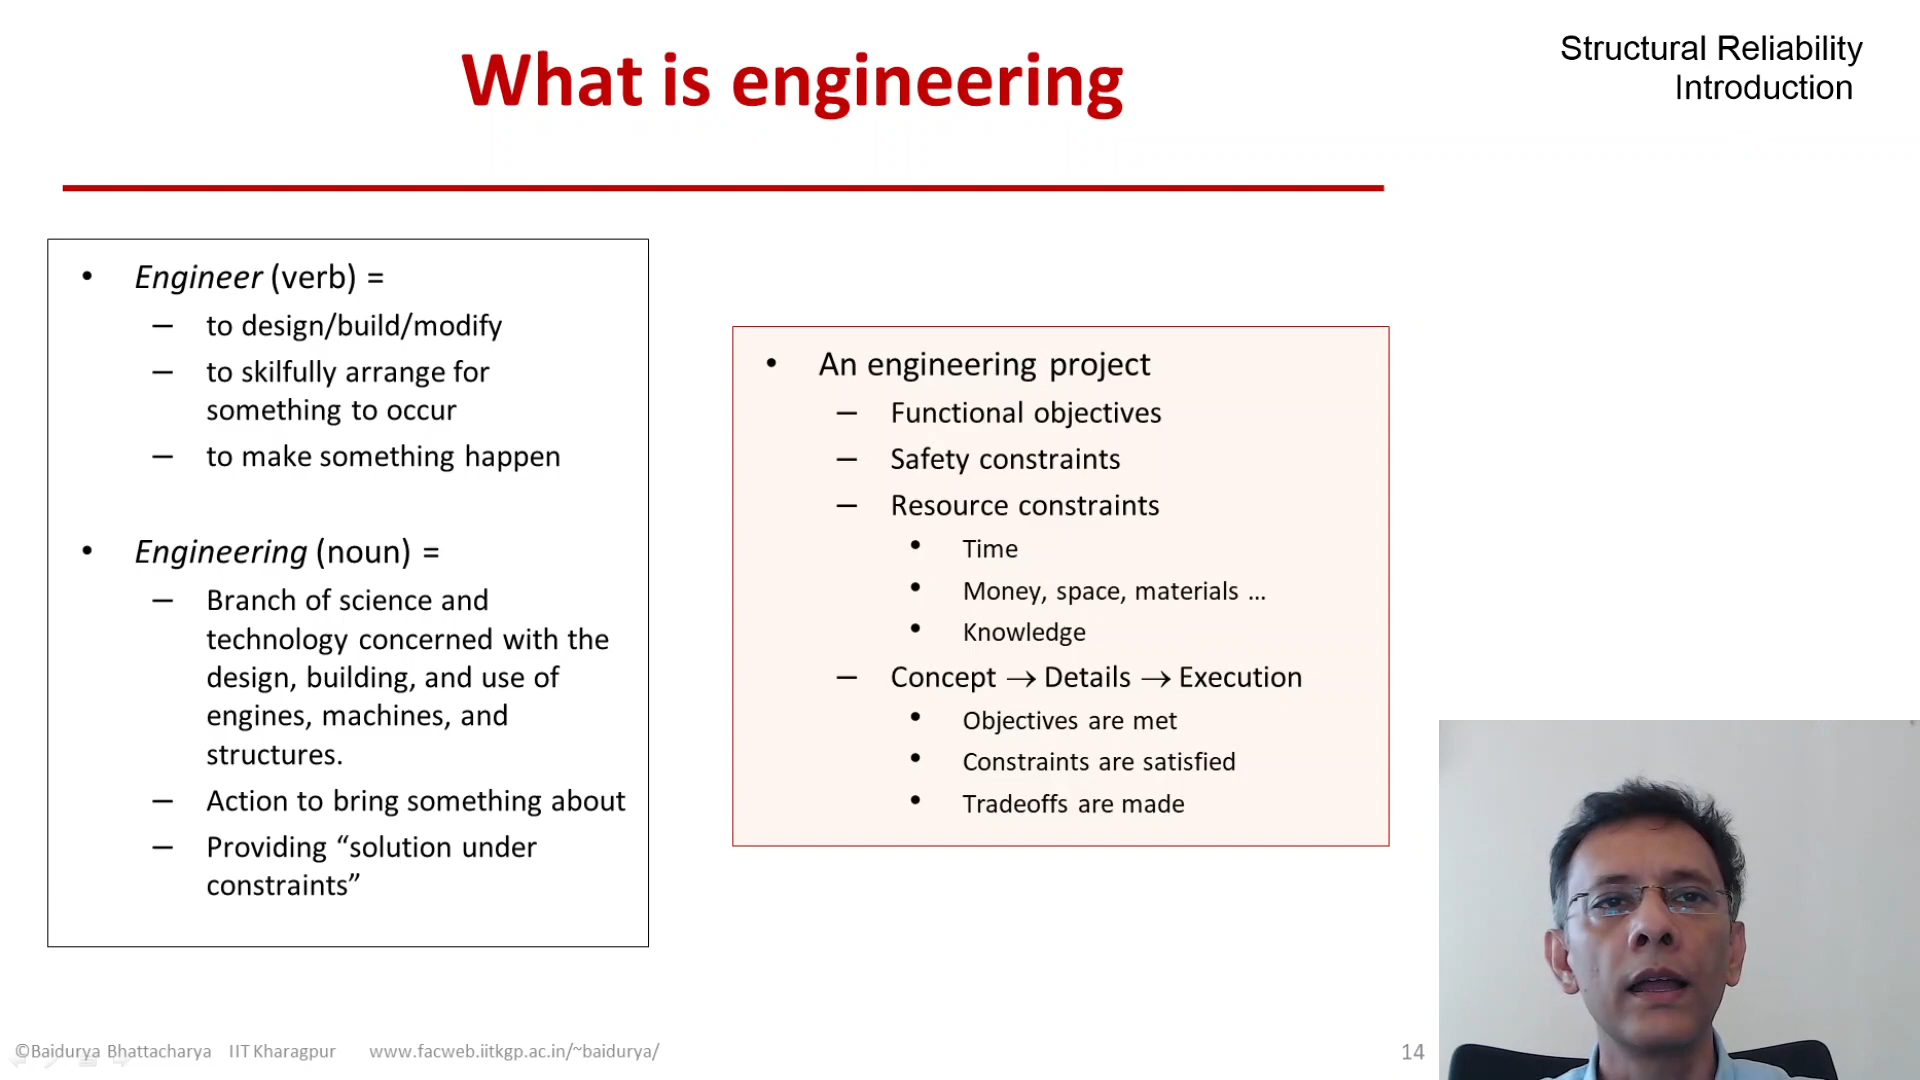 What is engineering
Structural Reliability
Introduction
• Engineer (verb) =
– to design/build/modify
– to skilfully arrange for
something to occur
– to make something happen
• Engineering (noun) =
– Branch of science and
technology concerned with the
design, building, and use of
engines, machines, and
structures.
– Action to bring something about
– Providing “solution under
constraints”
• An engineering project
– Functional objectives
– Safety constraints
– Resource constraints
• Time
• Money, space, materials ...
• Knowledge
– Concept → Details → Execution
• Objectives are met
• Constraints are satisfied
• Tradeoffs are made
©Baidurya Bhattacharya IIT Kharagpur www.facweb.iitkgp.ac.in/~baidurya/
14